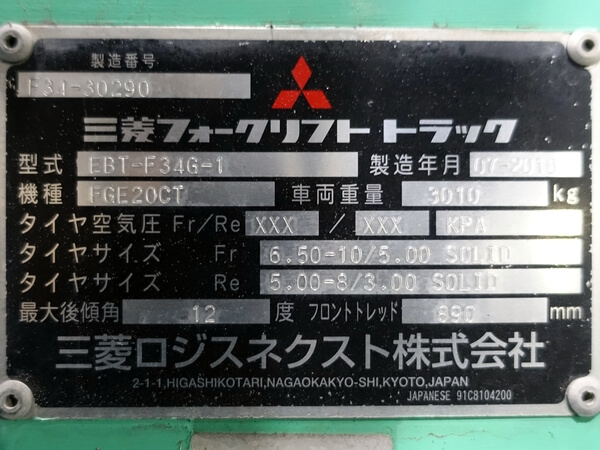 製造番号
F34-30290
三菱フォークリフト トラック
型式 EBT-F34G-1 製造年月 07-2018
機種 FGE20CT 車両重量 3010 kg
タイヤ空気圧 Fr/Re XXX / XXX KPA
タイヤサイズ Fr 6.50-10/5.00 SOLID
タイヤサイズ Re 5.00-8/3.00 SOLID
最大後傾角 12 度 フロントトレッド 890 mm
三菱ロジスネクスト株式会社
2-1-1,HIGASHIKOTARI,NAGAOKAKYO-SHI,KYOTO,JAPAN
JAPANESE 91C8104200